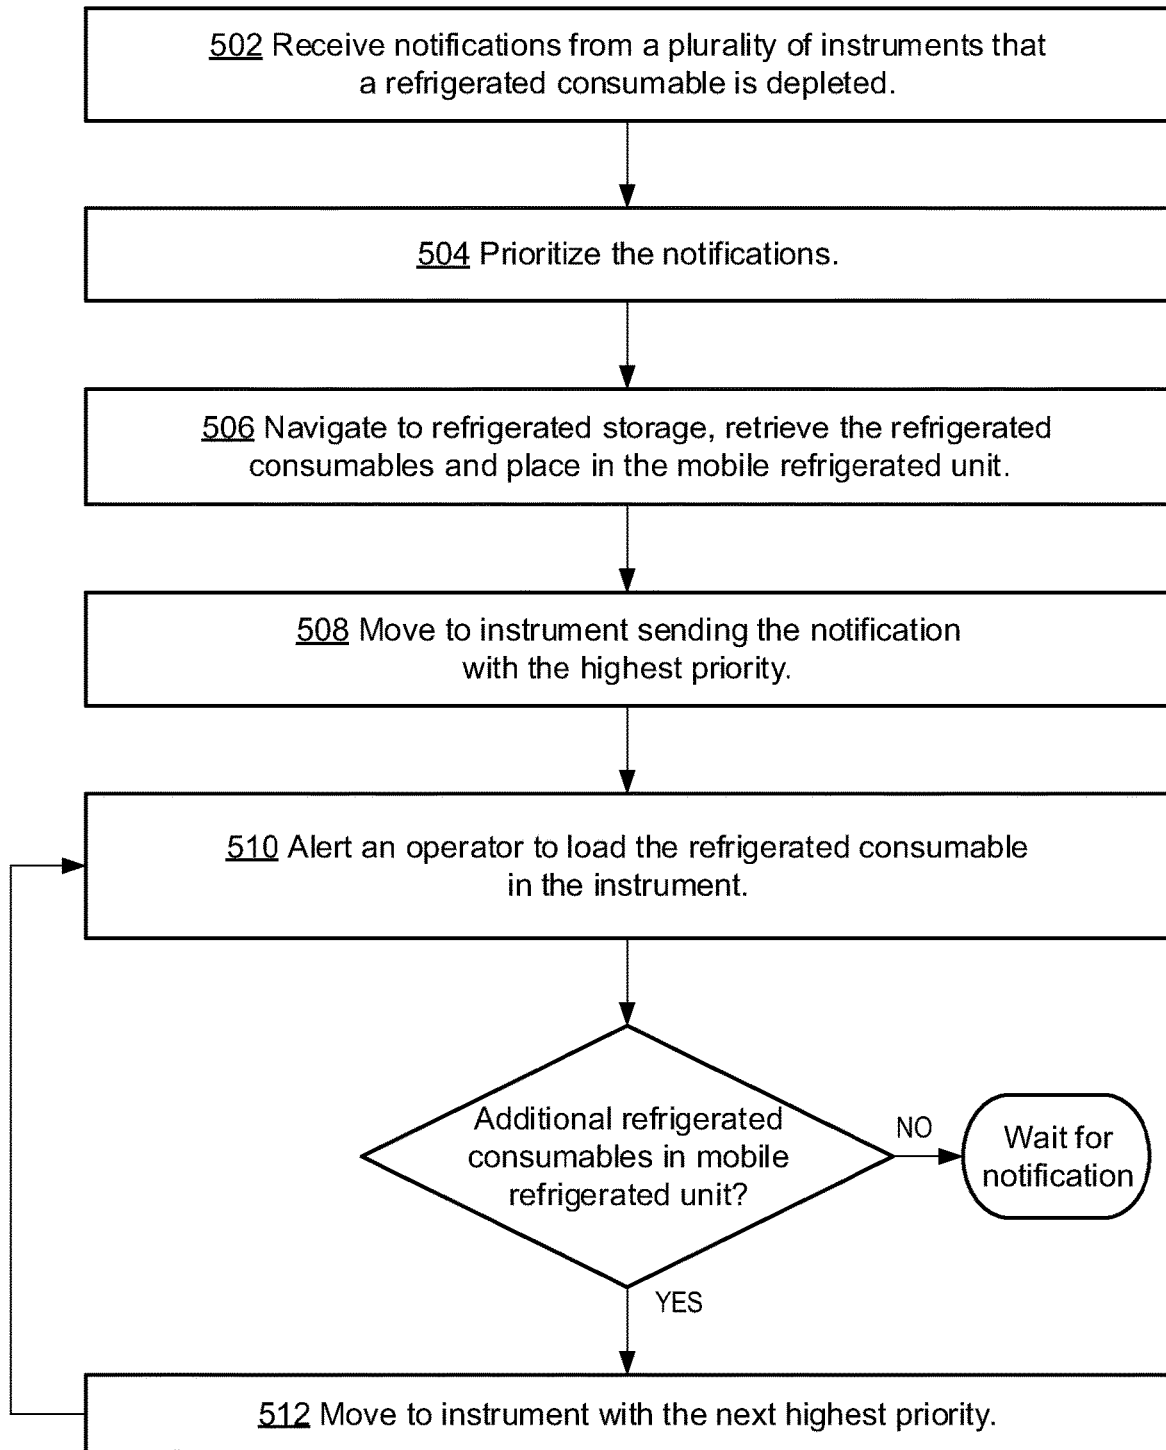 502 Receive notifications from a plurality of instruments that
a refrigerated consumable is depleted.
504 Prioritize the notifications.
506 Navigate to refrigerated storage, retrieve the refrigerated
consumables and place in the mobile refrigerated unit.
508 Move to instrument sending the notification
with the highest priority.
510 Alert an operator to load the refrigerated consumable
in the instrument.
Additional refrigerated
consumables in mobile
refrigerated unit?
NO
Wait for
notification
YES
512 Move to instrument with the next highest priority.